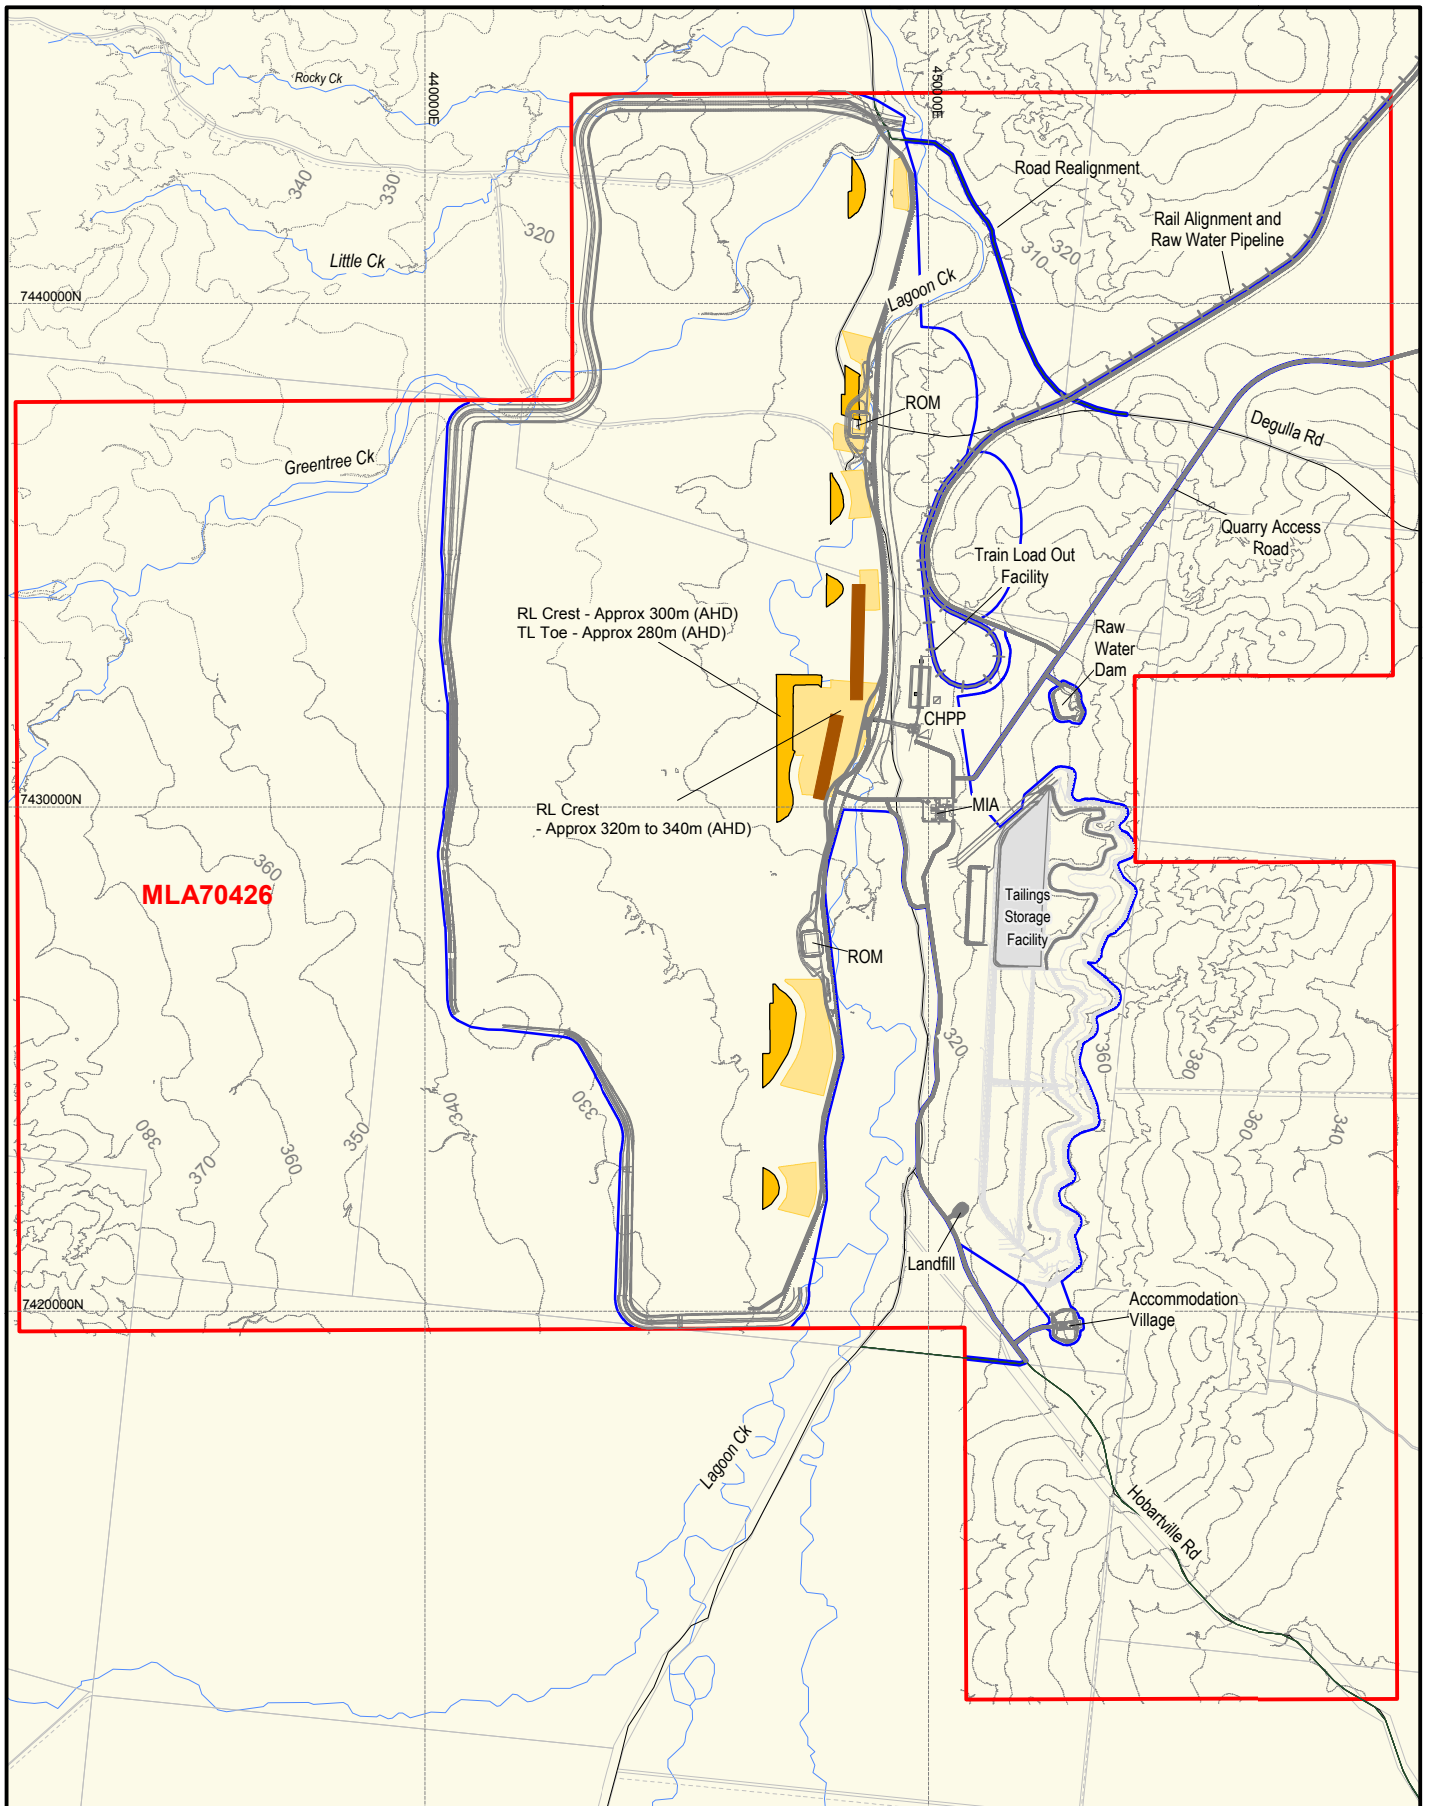 Rocky Ck
440000E
450000E
Road Realignment
340
330
Rail Alignment and
Raw Water Pipeline
320
320
310
Little Ck
Lagoon Ck
7440000N
ROM
Degulla Rd
Greentree Ck
Quarry Access
Road
Train Load Out
Facility
RL Crest - Approx 300m (AHD)
TL Toe - Approx 280m (AHD)
Raw
Water
Dam
CHPP
7430000N
MIA
RL Crest
- Approx 320m to 340m (AHD)
360
MLA70426
Tailings
Storage
Facility
ROM
320
360
380
340
330
380
350
360
370
360
340
Landfill
7420000N
Accommodation
Village
Lagoon Ck
Hobartville Rd